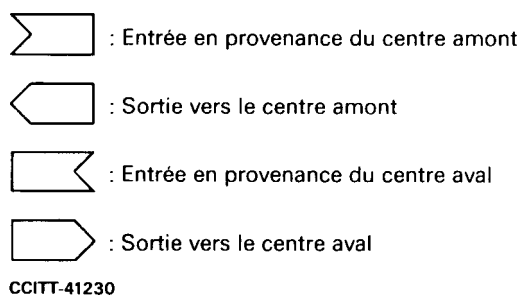 : Entrée en provenance du centre amont
: Sortie vers le centre amont
: Entrée en provenance du centre aval
: Sortie vers le centre aval
CCITT-41230